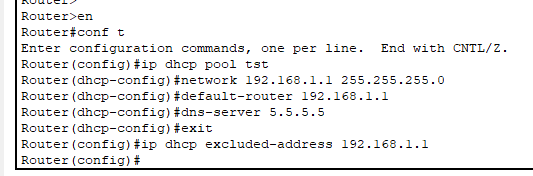 Router>
Router>en
Router#conf t
Enter configuration commands, one per line.  End with CNTL/Z.
Router(config)#ip dhcp pool tst
Router(dhcp-config)#network 192.168.1.1 255.255.255.0
Router(dhcp-config)#default-router 192.168.1.1
Router(dhcp-config)#dns-server 5.5.5.5
Router(dhcp-config)#exit
Router(config)#ip dhcp excluded-address 192.168.1.1
Router(config)#